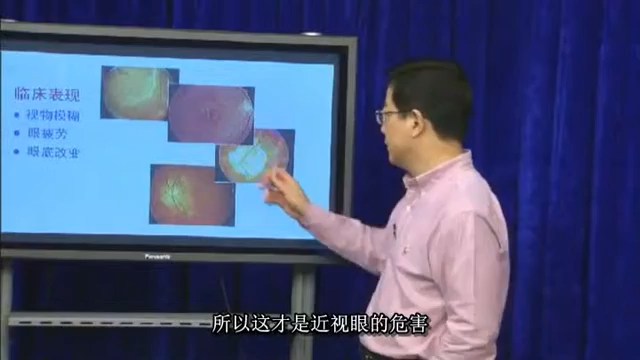 临床表现
● 视物模糊
● 眼疲劳
● 眼底改变
Panasonic
所以这才是近视眼的危害